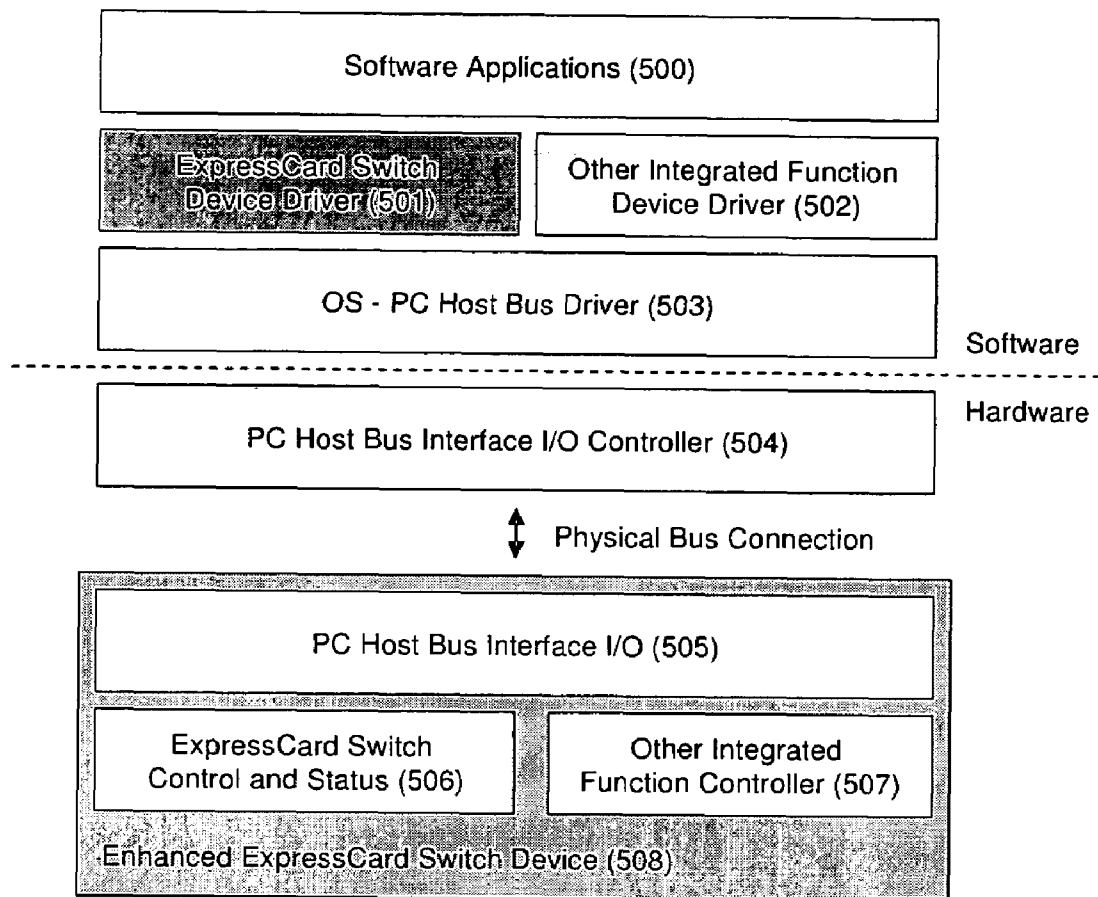 Software Applications (500)
ExpressCard Switch
Device Driver (501)
Other Integrated Function
Device Driver (502)
OS - PC Host Bus Driver (503)
Software
Hardware
PC Host Bus Interface I/O Controller (504)
Physical Bus Connection
PC Host Bus Interface I/O (505)
ExpressCard Switch
Control and Status (506)
Other Integrated
Function Controller (507)
Enhanced ExpressCard Switch Device (508)